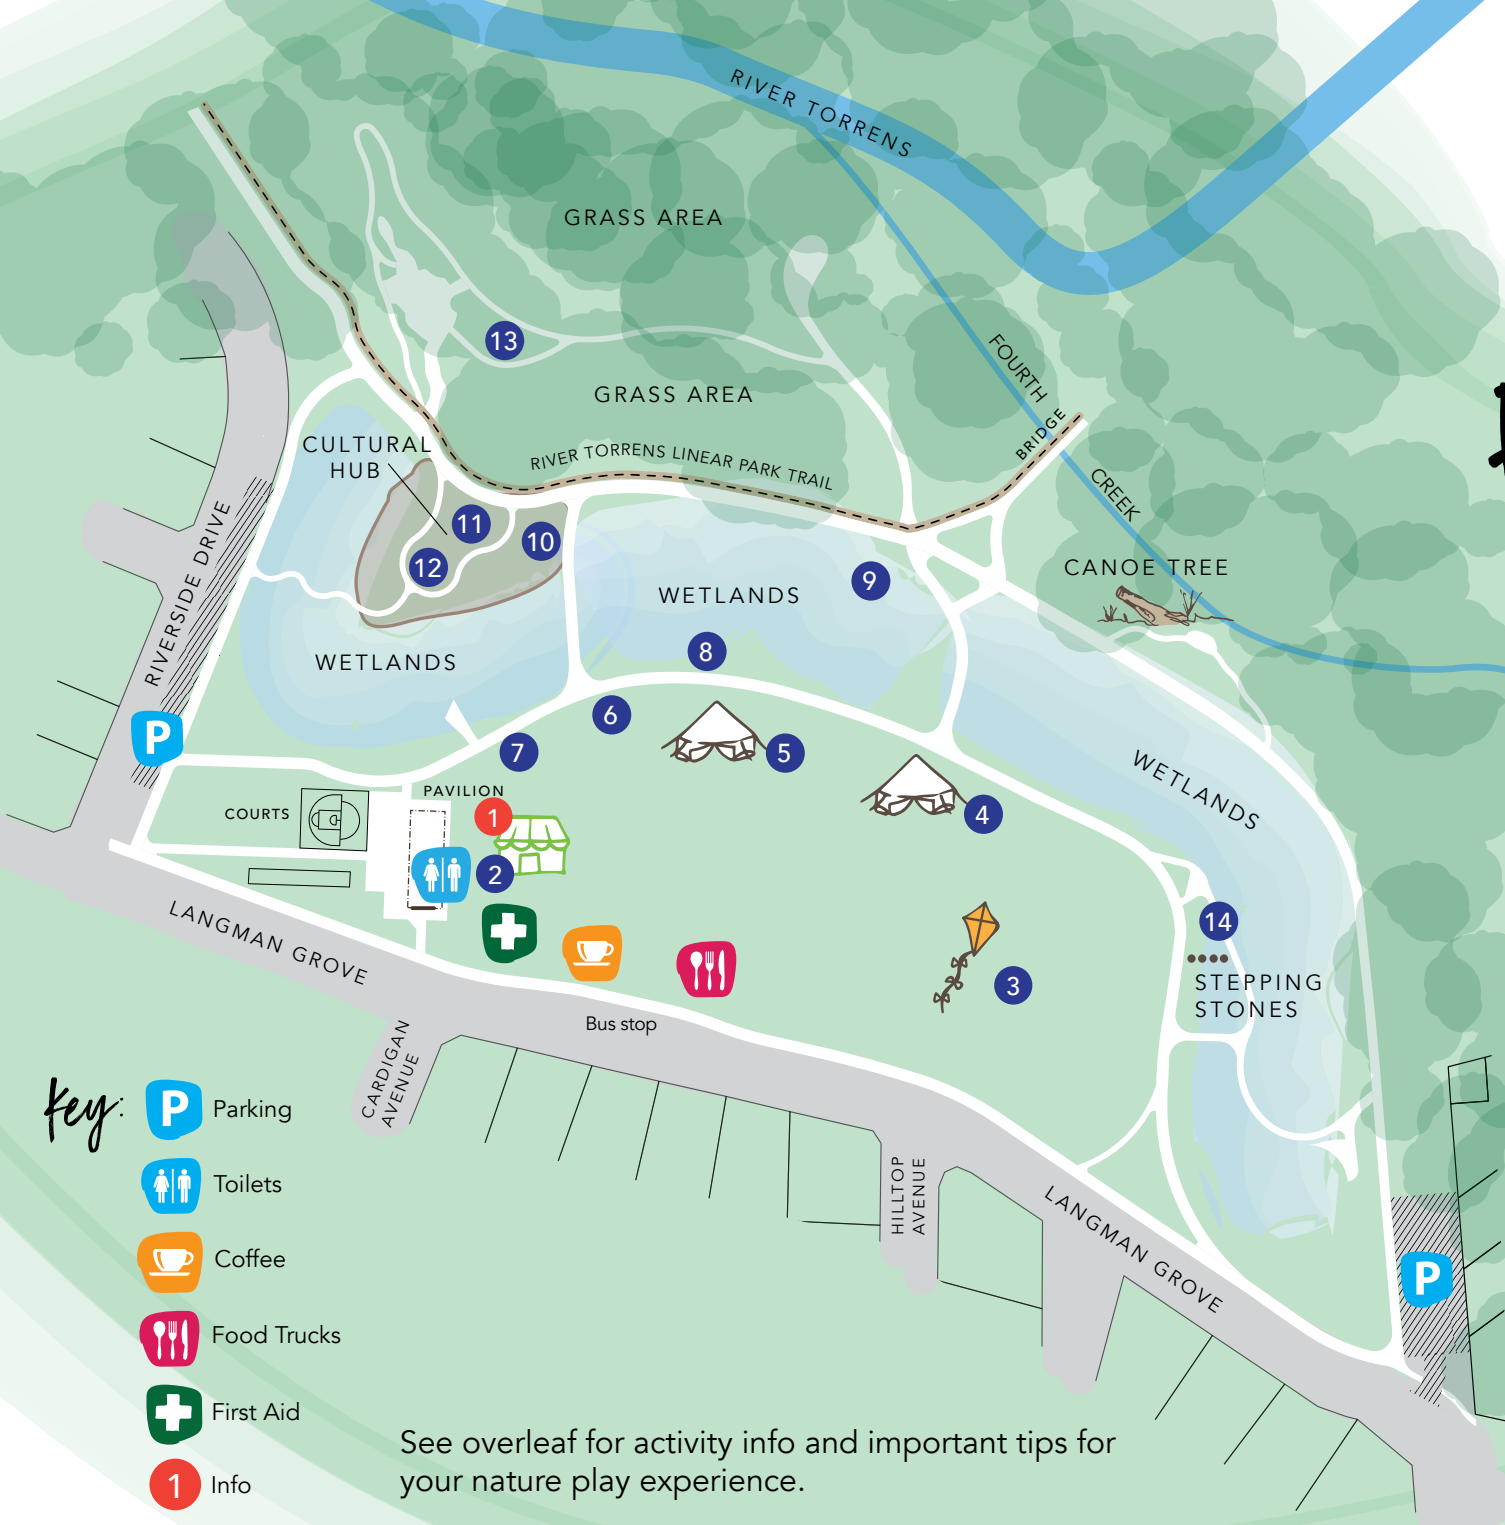 RIVER TORRENS
GRASS AREA
13
FOURTH
CREEK
GRASS AREA
BRIDGE
CULTURAL
HUB
RIVER TORRENS LINEAR PARK TRAIL
11
10
12
RIVERSIDE DRIVE
WETLANDS
9
CANOE TREE
WETLANDS
8
6
P
7
5
WETLANDS
PAVILION
COURTS
1
4
2
14
LANGMAN GROVE
3
STEPPING
STONES
Bus stop
CARDIGAN
AVENUE
HILLTOP
AVENUE
LANGMAN GROVE
P
Key:
P Parking
Toilets
Coffee
Food Trucks
First Aid
1 Info
See overleaf for activity info and important tips for
your nature play experience.